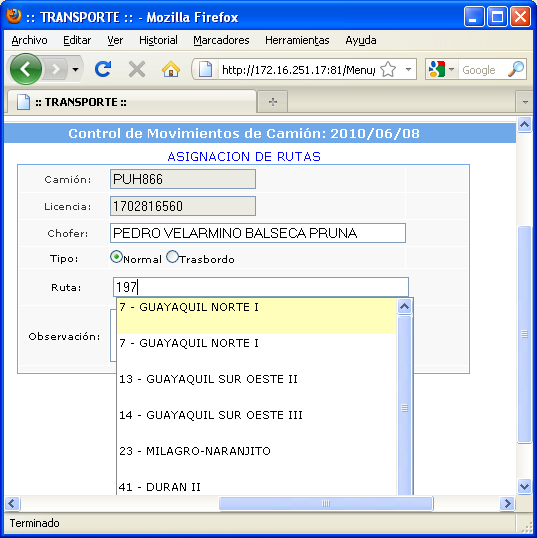 :: TRANSPORTE :: - Mozilla Firefox
Archivo Editar Ver Historial Marcadores Herramientas Ayuda
http://172.16.251.17:81/Menu/
Google
:: TRANSPORTE ::
Control de Movimientos de Camión: 2010/06/08
ASIGNACION DE RUTAS
Camión: PUH866
Licencia: 1702816560
Chofer: PEDRO VELARMINO BALSECA PRUNA
Tipo: Normal Trasbordo
Ruta: 197
7 - GUAYAQUIL NORTE I
Observación:
7 - GUAYAQUIL NORTE I
13 - GUAYAQUIL SUR OESTE II
14 - GUAYAQUIL SUR OESTE III
23 - MILAGRO-NARANJITO
41 - DURAN II
Terminado